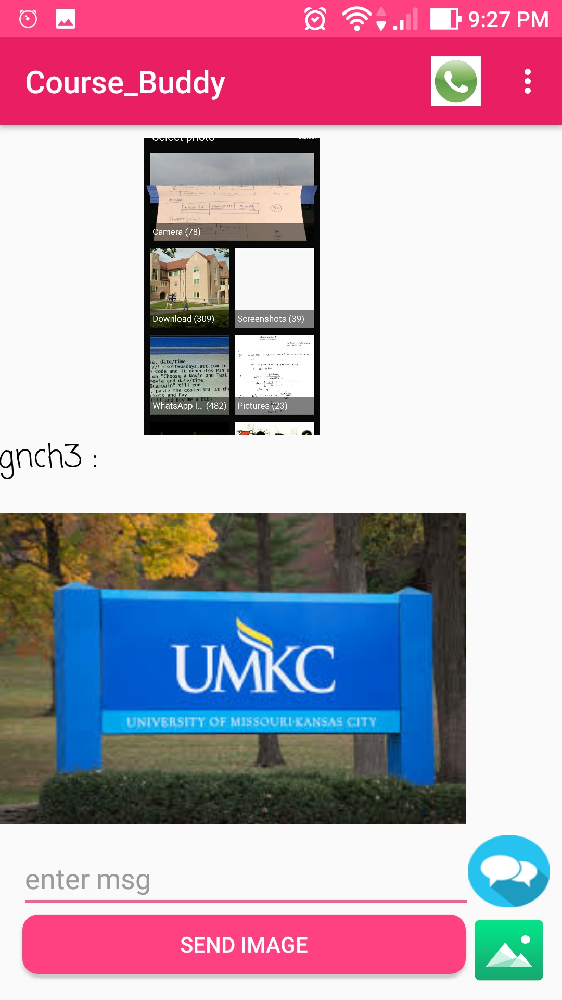 9:27 PM
Course_Buddy
Select photo
Cancel
Camera (78)
Download (309)
Screenshots (39)
ie, date/time
://tickettwosdays.att.com in
code and it generates PIN s
on "Choose a Movie and Text
movie and date/time
&campain" till end
, paste the copied URL at the
ckets and Pay
!!!! and Buy me a BEER
WhatsApp I... (482)
Pictures (23)
gnch3 :
UMKC
UNIVERSITY OF MISSOURI-KANSAS CITY
enter msg
SEND IMAGE